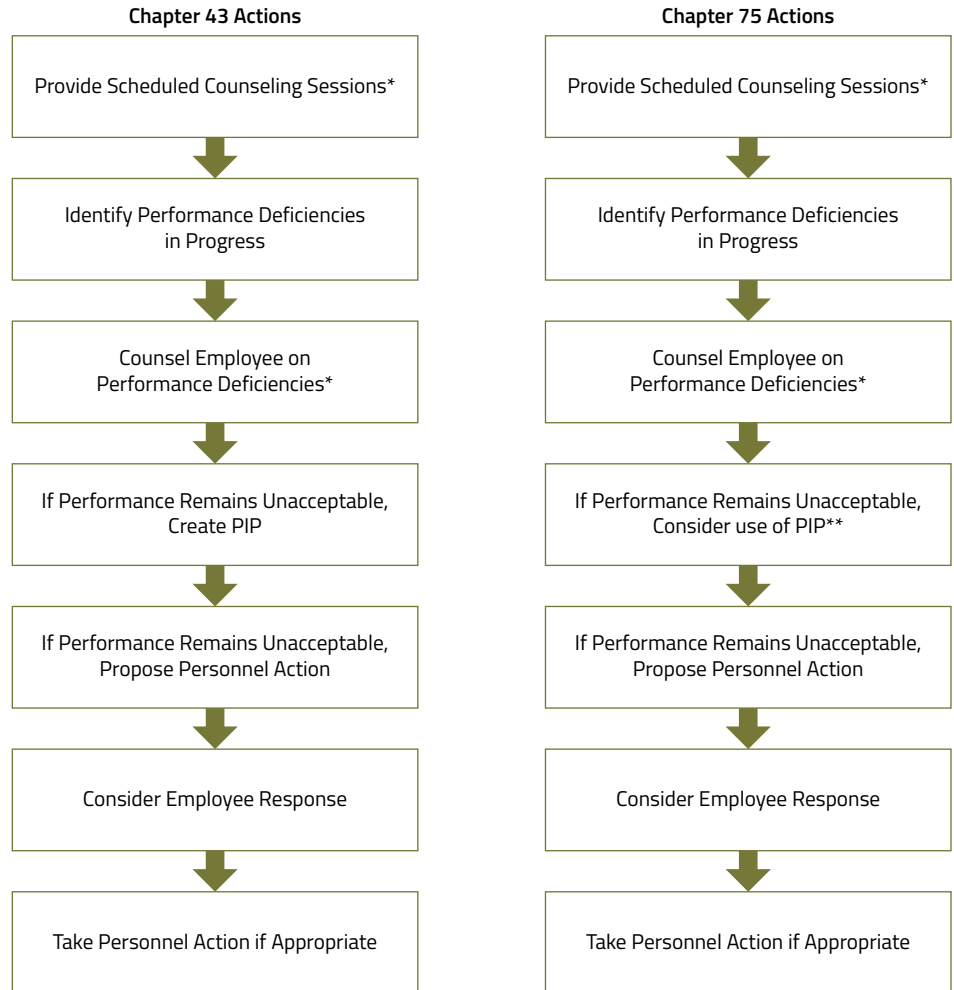 Chapter 43 Actions
Provide Scheduled Counseling Sessions*
Identify Performance Deficiencies
in Progress
Counsel Employee on
Performance Deficiencies*
If Performance Remains Unacceptable,
Create PIP
If Performance Remains Unacceptable,
Propose Personnel Action
Consider Employee Response
Take Personnel Action if Appropriate
Chapter 75 Actions
Provide Scheduled Counseling Sessions*
Identify Performance Deficiencies
in Progress
Counsel Employee on
Performance Deficiencies*
If Performance Remains Unacceptable,
Consider use of PIP**
If Performance Remains Unacceptable,
Propose Personnel Action
Consider Employee Response
Take Personnel Action if Appropriate